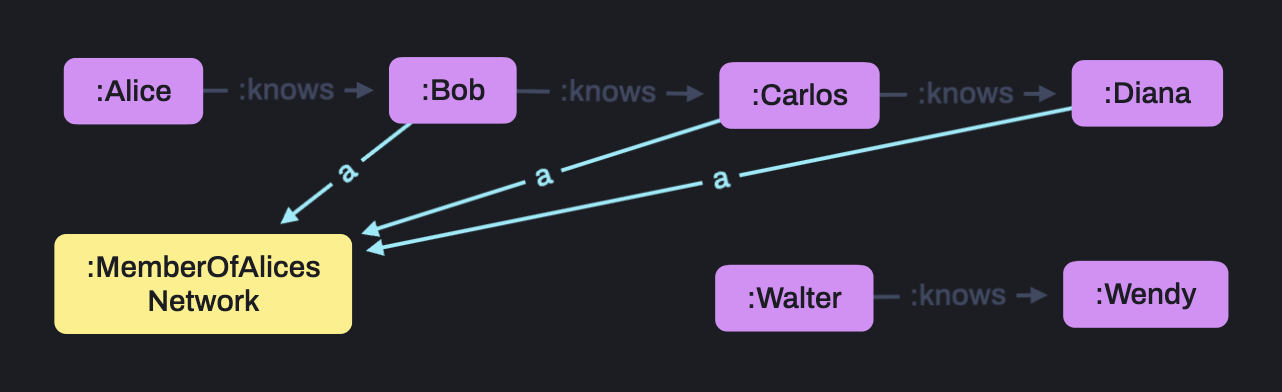 :Alice :knows :Bob :knows :Carlos :knows :Diana
a a a
:MemberOfAlices
Network
:Walter :knows :Wendy